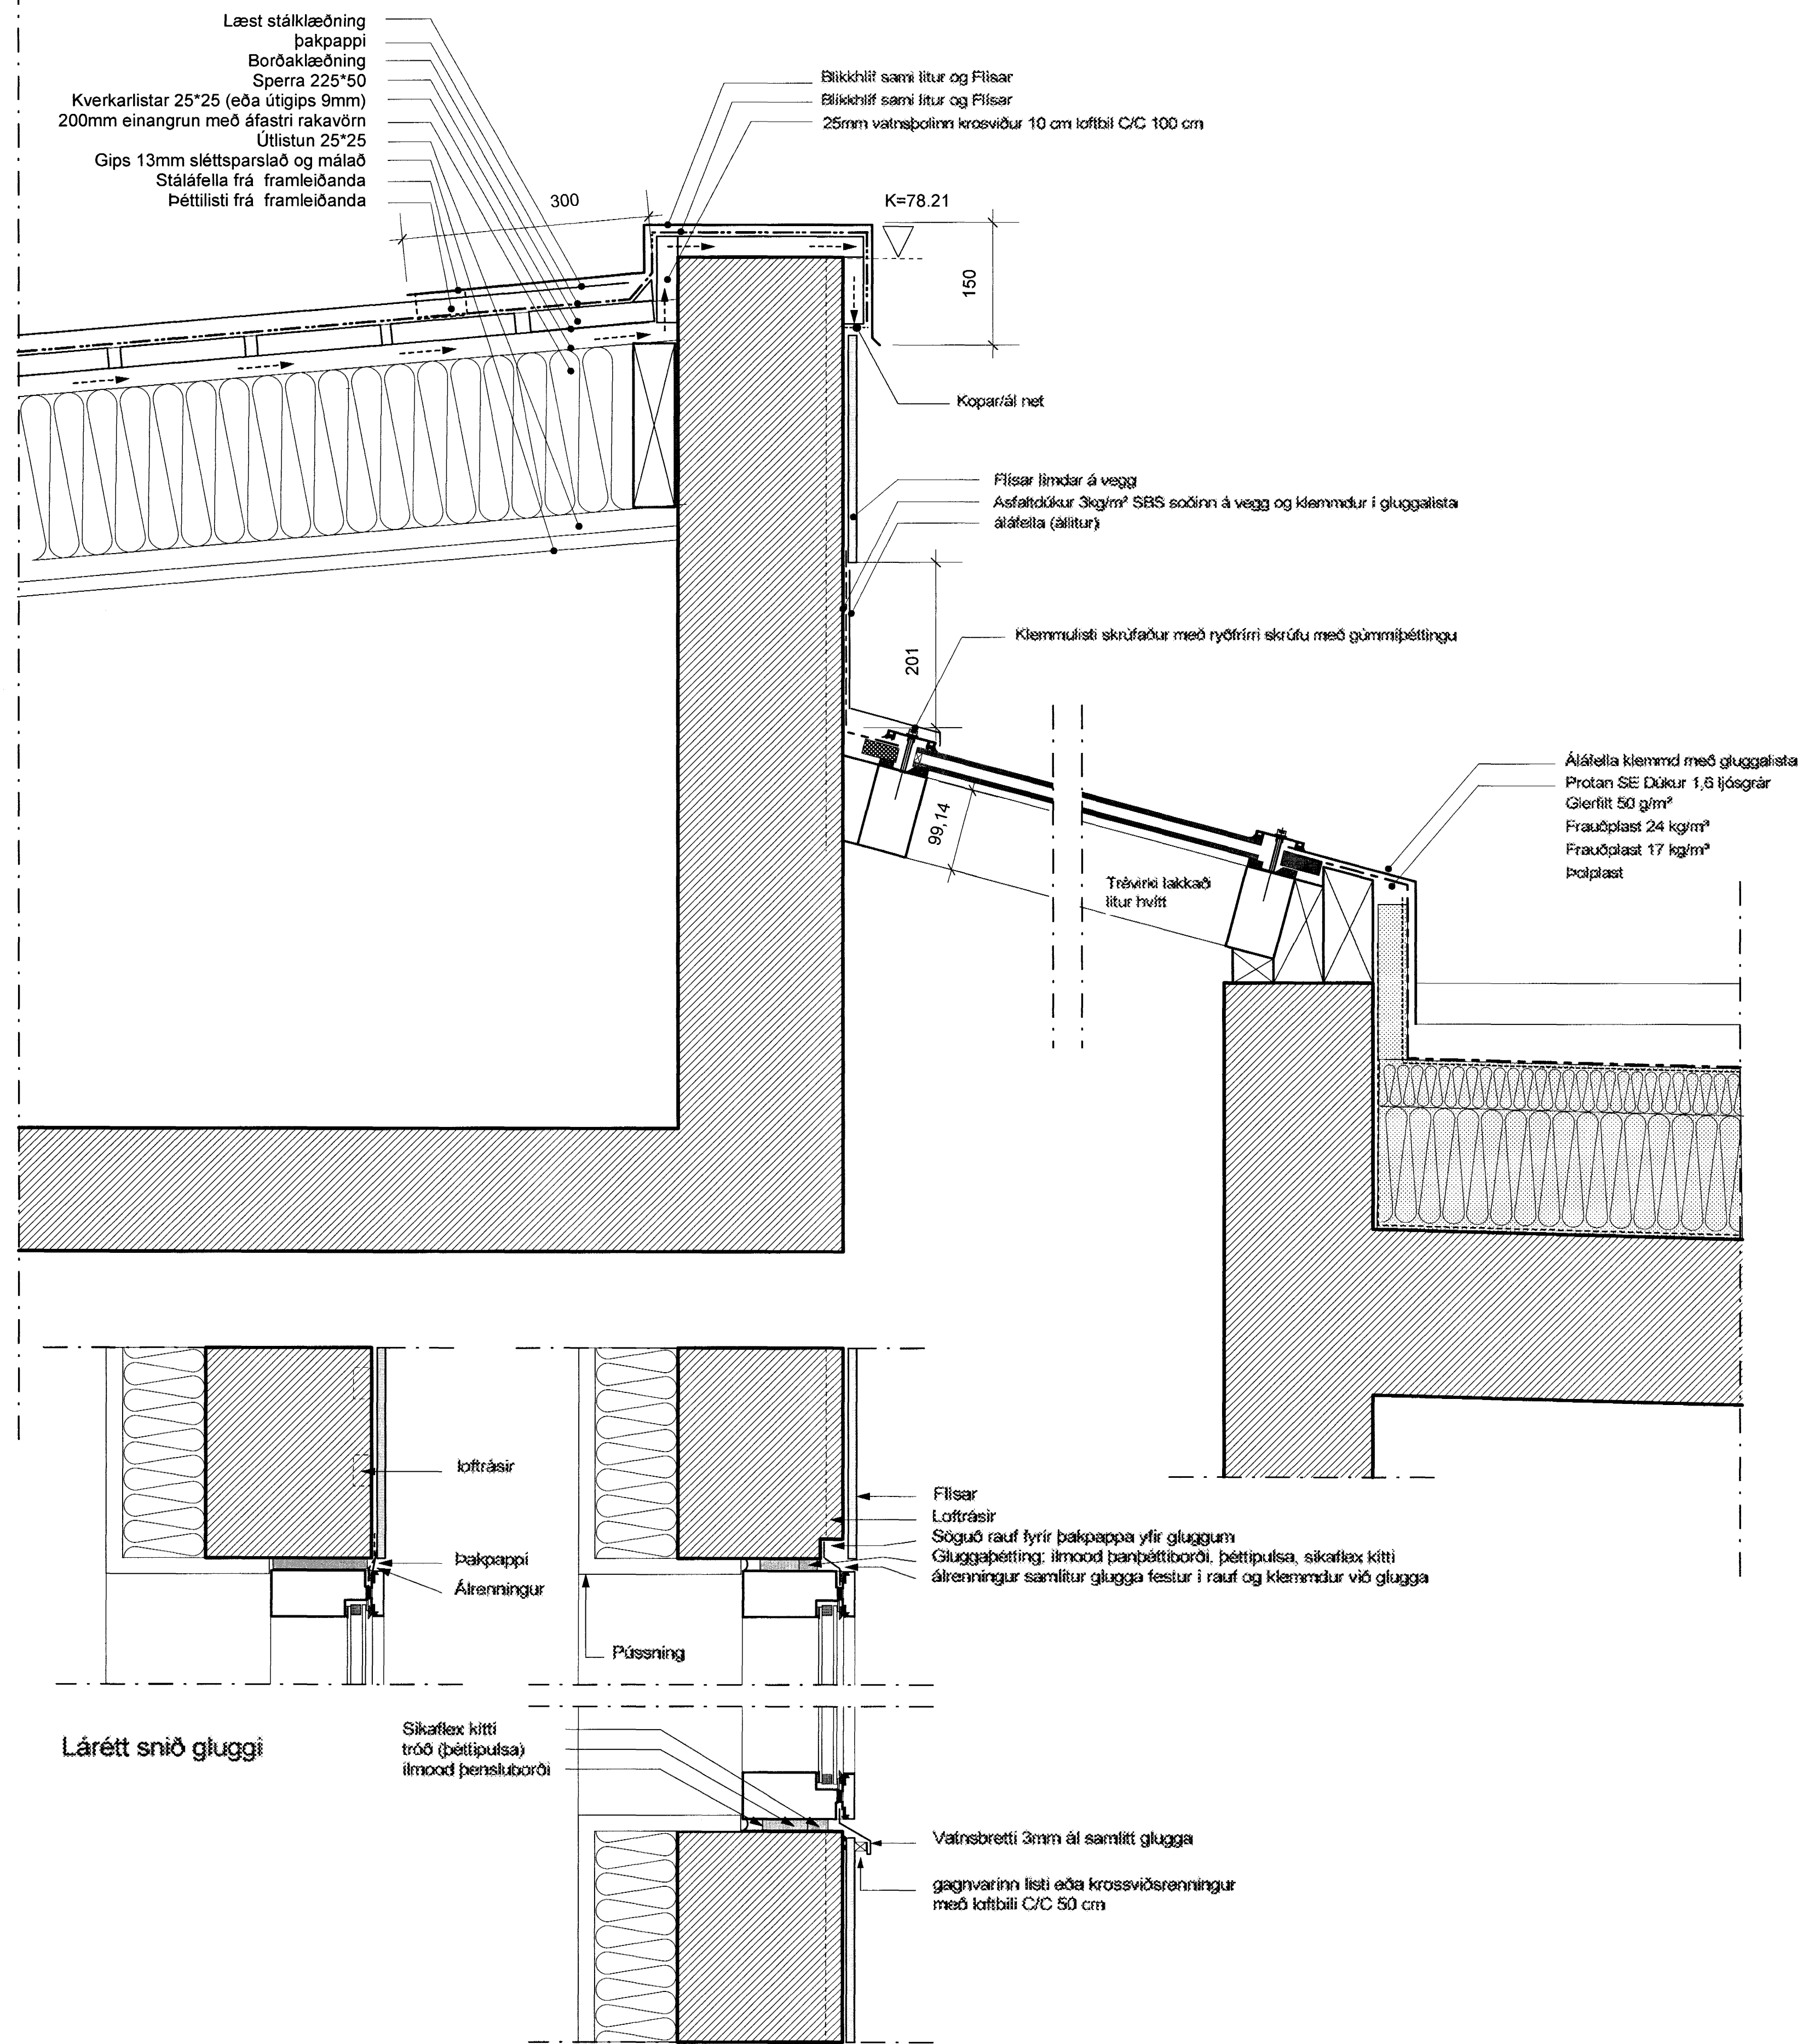 Læst stálklæðning
þakpappi
Borðaklæðning
Sperra 225*50
Kverkarlistar 25*25 (eða útigips 9mm)
200mm einangrun með áfastri rakavörn
Útlistun 25*25
Gips 13mm sléttsparslað og málað
Stáláfella frá framleiðanda
Þéttilisti frá framleiðanda
Blikkhlíf sami litur og Flísar
Blikkhlíf sami litur og Flísar
25mm vatnsþolinn krosviður 10 cm loftbil C/C 100 cm
300
K=78.21
150
Kopar/ál net
Flísar límdar á vegg
Asfaltdúkur 3kg/m² SBS soðinn á vegg og klemmdur í gluggalista
áláfella (állitur)
Klemmulisti skrúfaður með ryðfrírri skrúfu með gúmmíþéttingu
201
99,14
Trévirki lakkað
litur hvítt
Áláfella klemmd með gluggalista
Protan SE Dúkur 1,6 ljósgrár
Glerfilt 50 g/m²
Frauðplast 24 kg/m³
Frauðplast 17 kg/m³
Þolplast
loftrásir
Þakpappi
Álrenningur
Flísar
Loftrásir
Söguð rauf fyrír þakpappa yfir gluggum
Gluggaþétting: ilmood þanþéttiborði, þéttipulsa, sikaflex kítti
álrenningur samlitur glugga festur í rauf og klemmdur við glugga
Pússning
Lárétt snið gluggi
Sikaflex kítti
tróð (þéttipulsa)
ilmood þensluborði
Vatnsbretti 3mm ál samlitt glugga
gagnvarinn listi eða krossviðsrenningur
með loftbili C/C 50 cm